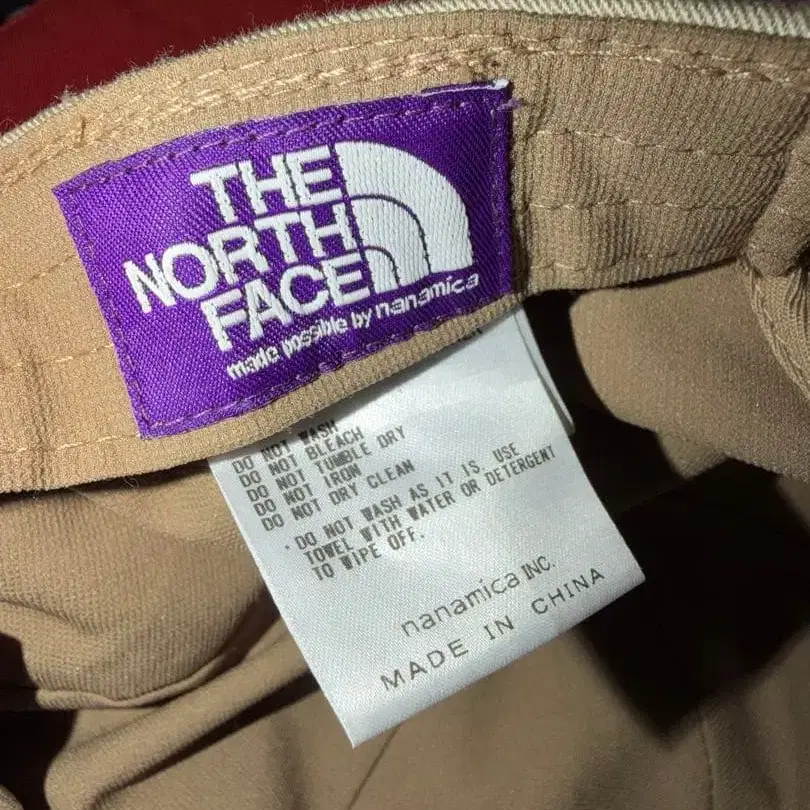 THE
NORTH
FACE
made possible by nanamica
DO NOT WASH
DO NOT BLEACH
DO NOT TUMBLE DRY
DO NOT IRON
DO NOT DRY CLEAN
・DO NOT WASH AS IT IS. USE
TOWEL WITH WATER OR DETERGENT
TO WIPE OFF.
nanamica INC.
MADE IN CHINA